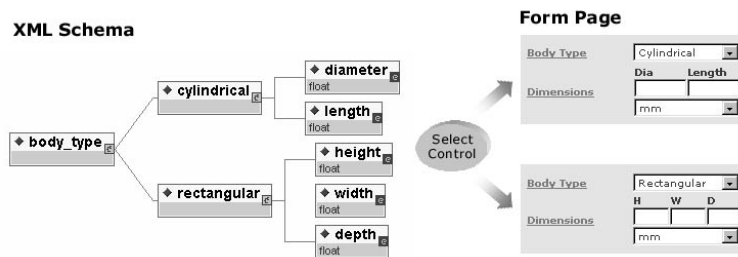 XML Schema
body_type
cylindrical
diameter
float
length
float
rectangular
height
float
width
float
depth
float
Select
Control
Form Page
Body Type
Cylindrical
Dia Length
Dimensions
mm
Body Type
Rectangular
H W D
Dimensions
mm